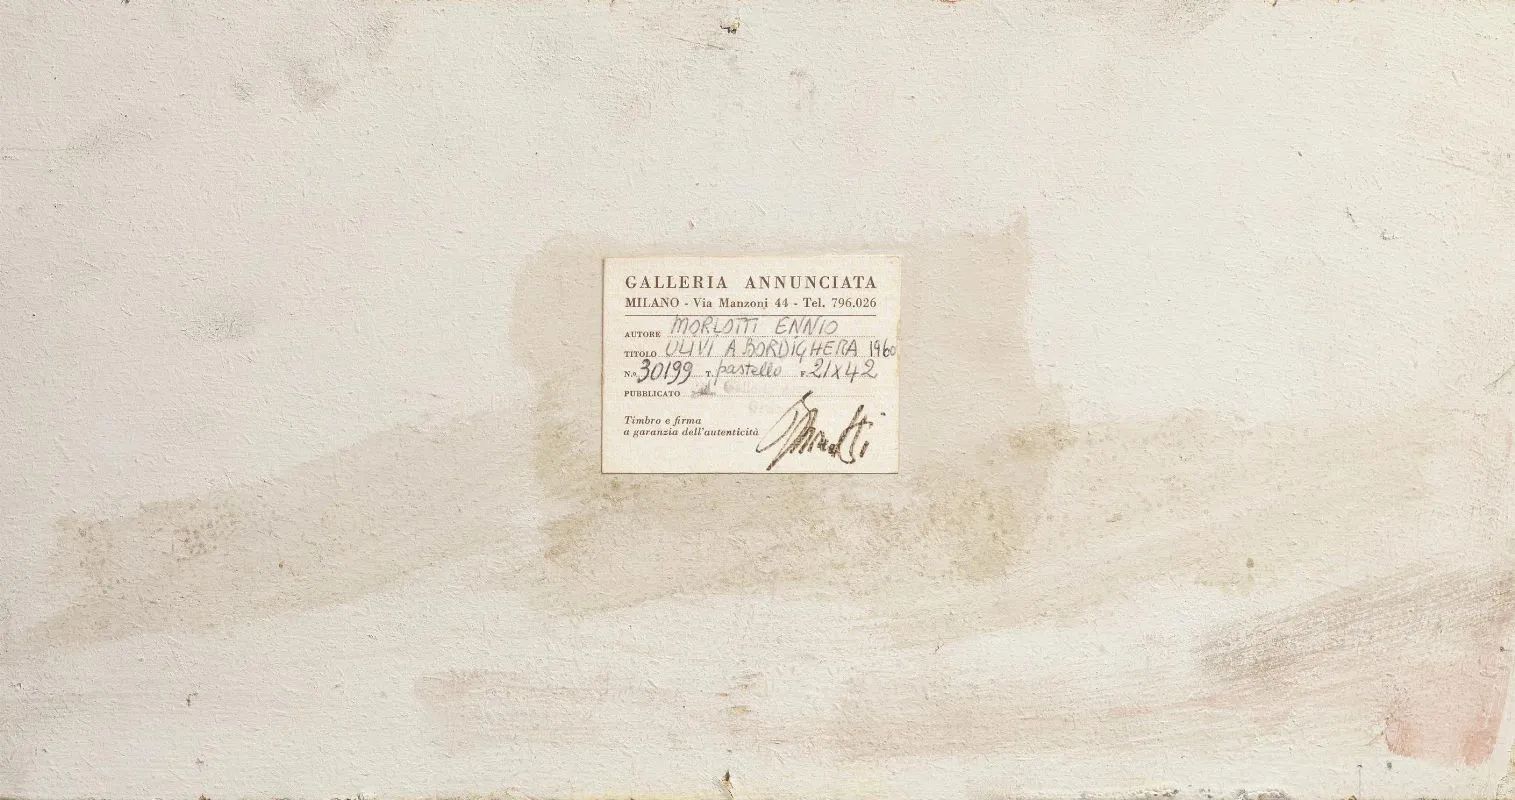 GALLERIA ANNUNCIATA
MILANO - Via Manzoni 44 - Tel. 796.026
AUTORE MORLOTTI ENNIO
TITOLO ULIVI A BORDIGHERA 1960
N.º 30199 T. pastello F. 21x42
PUBBLICATO
Timbro e firma
a garanzia dell'autenticità